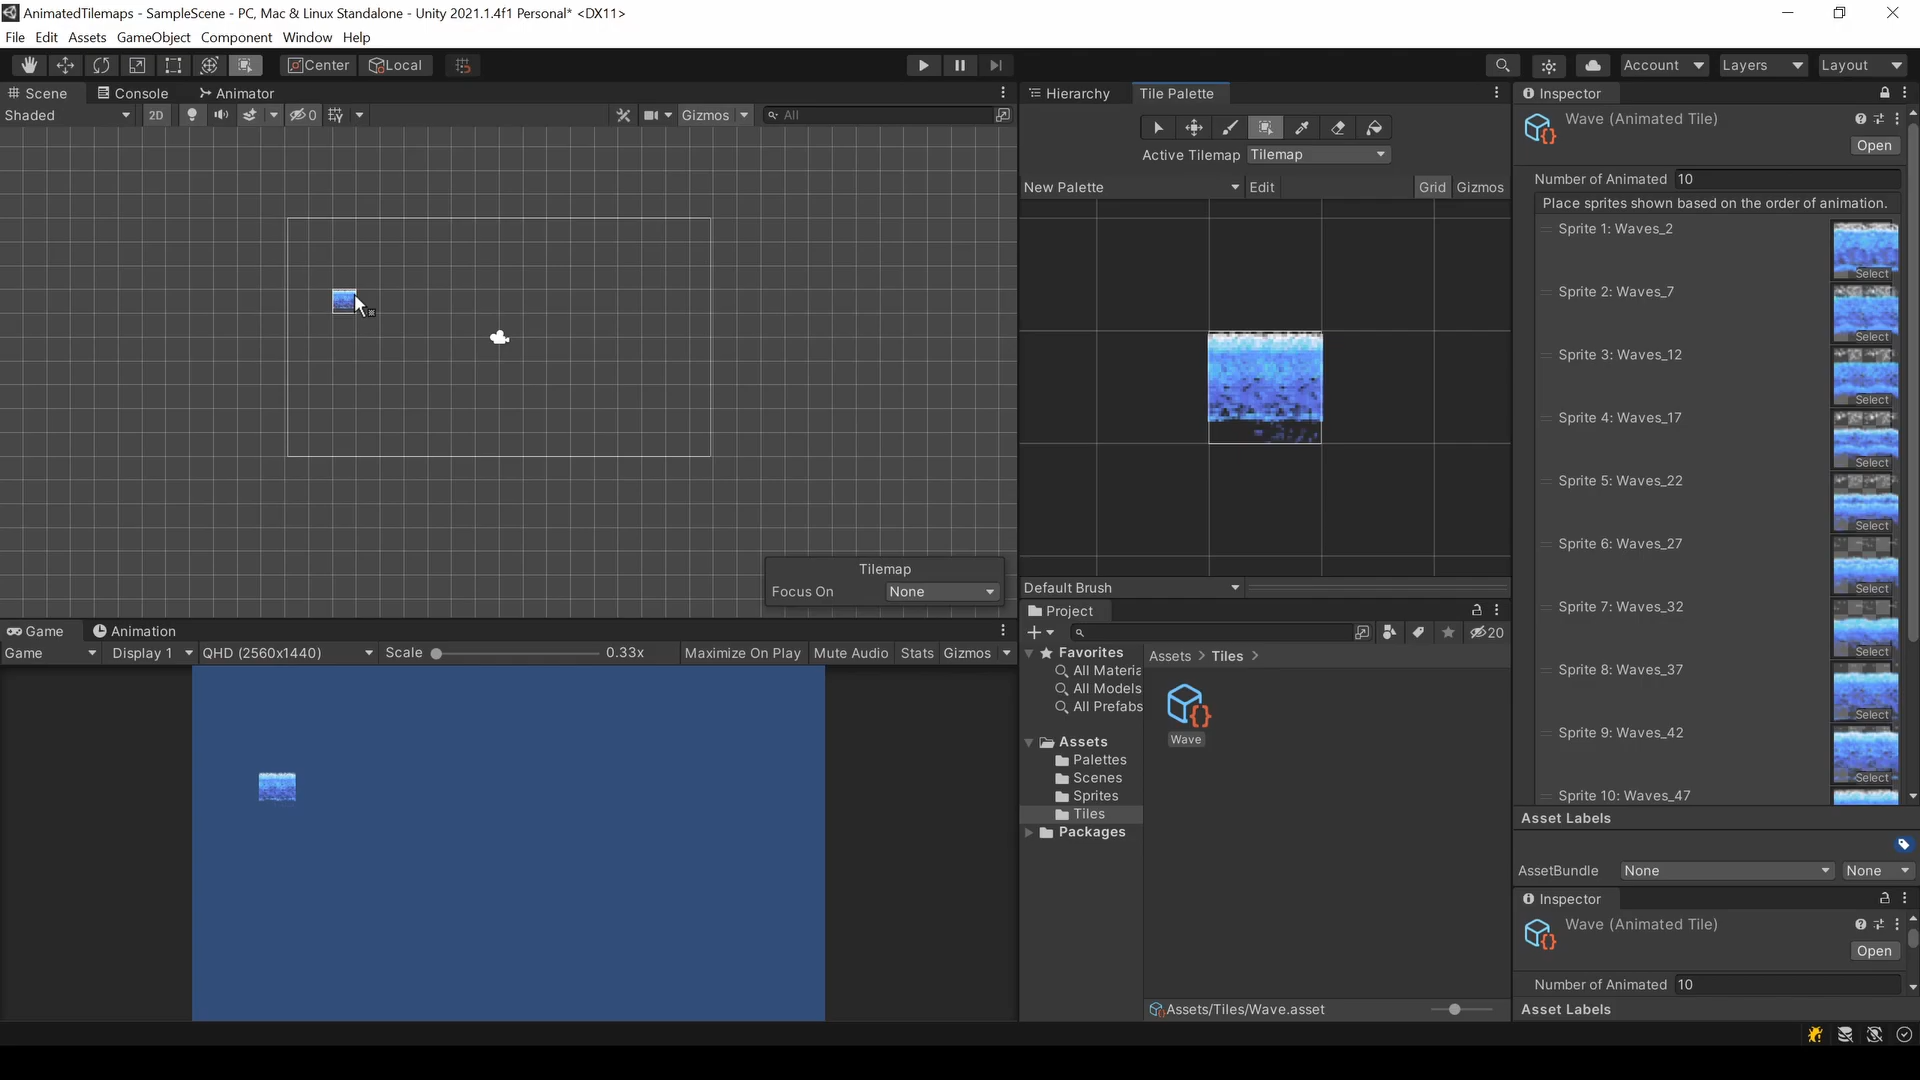 AnimatedTilemaps - SampleScene - PC, Mac & Linux Standalone - Unity 2021.1.4f1 Personal* <DX11>
File Edit Assets GameObject Component Window Help
Center Local Account Layers Layout
Scene Console Animator
Shaded 2D 0 Gizmos All
Tilemap
Focus On None
Game Animation
Game Display 1 QHD (2560x1440) Scale 0.33x Maximize On Play Mute Audio Stats Gizmos
Hierarchy Tile Palette
Active Tilemap Tilemap
New Palette Edit Grid Gizmos
Default Brush
Project
20
Favorites
All Materia
All Models
All Prefabs
Assets
Palettes
Scenes
Sprites
Tiles
Packages
Assets > Tiles >
Wave
Assets/Tiles/Wave.asset
Inspector
Wave (Animated Tile)
Open
Number of Animated 10
Place sprites shown based on the order of animation.
Sprite 1: Waves_2
Select
Sprite 2: Waves_7
Select
Sprite 3: Waves_12
Select
Sprite 4: Waves_17
Select
Sprite 5: Waves_22
Select
Sprite 6: Waves_27
Select
Sprite 7: Waves_32
Select
Sprite 8: Waves_37
Select
Sprite 9: Waves_42
Select
Sprite 10: Waves_47
Asset Labels
AssetBundle None None
Inspector
Wave (Animated Tile)
Open
Number of Animated 10
Asset Labels